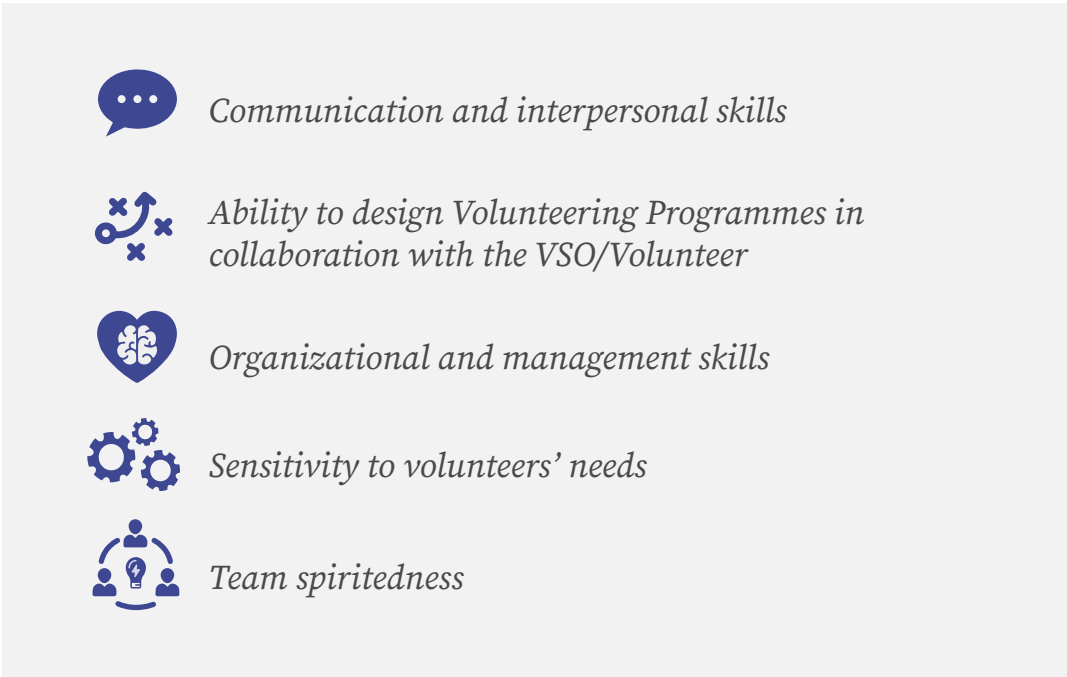 Communication and interpersonal skills
Ability to design Volunteering Programmes in
collaboration with the VSO/Volunteer
Organizational and management skills
Sensitivity to volunteers’ needs
Team spiritedness